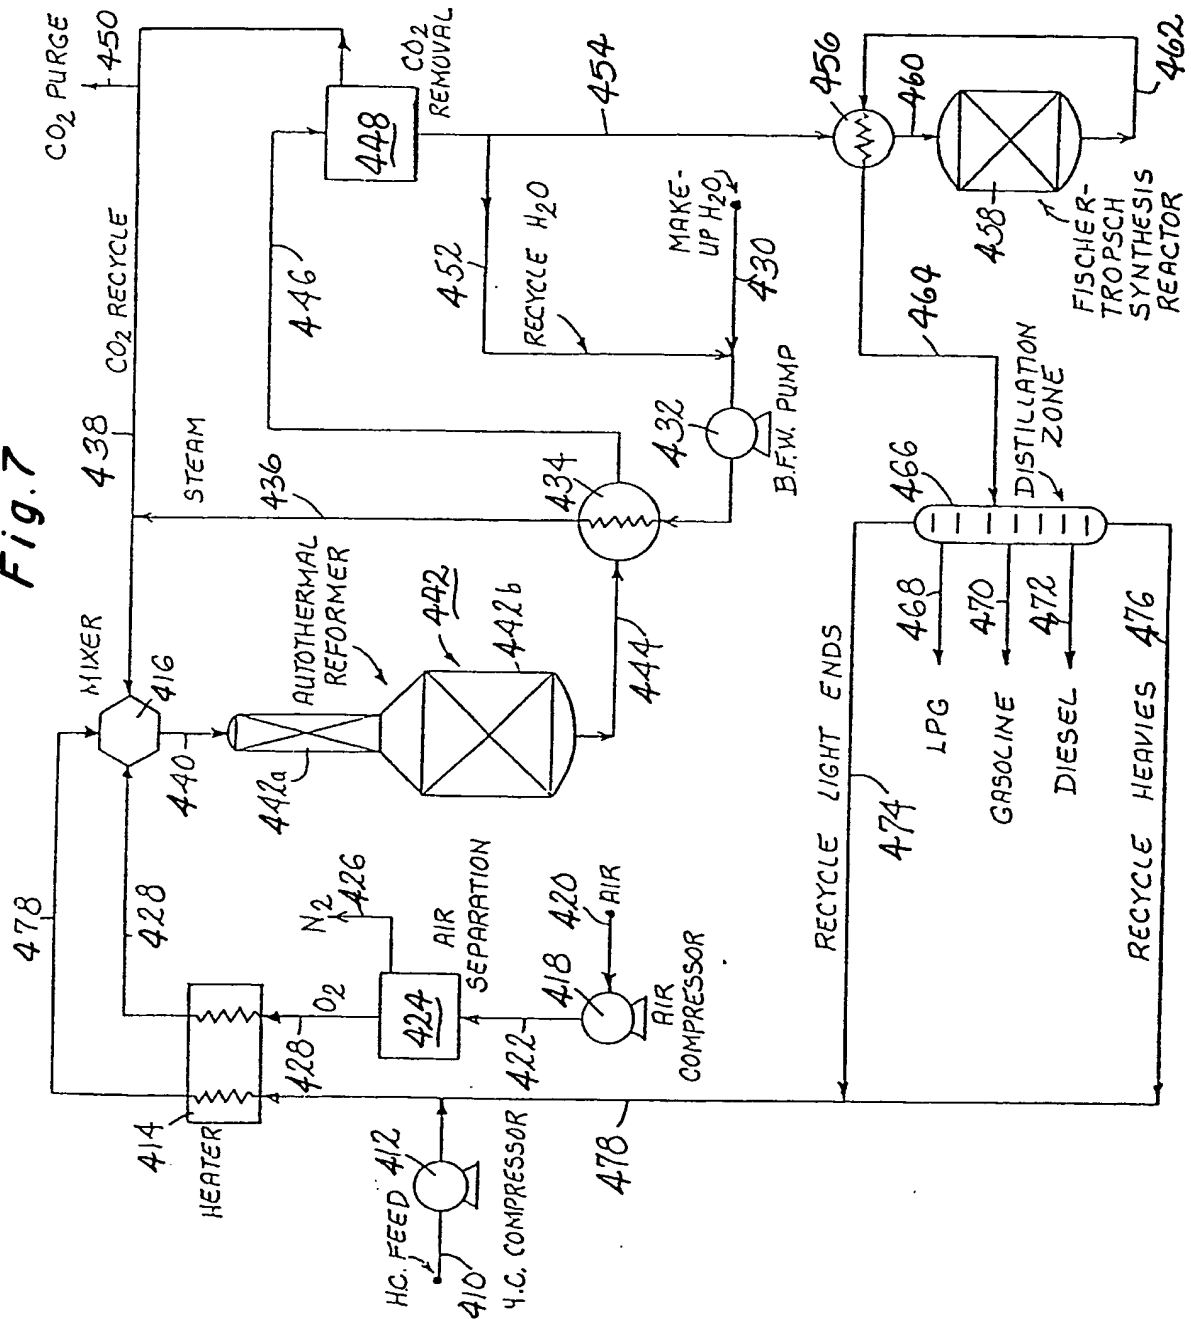 Fig. 7
CO2 PURGE
450
CO2 RECYCLE
438
STEAM
436
MIXER
416
478
428
440
442a
AUTOTHERMAL
REFORMER
442
442b
444
434
446
448
CO2
REMOVAL
454
452
RECYCLE H2O
MAKE-
UP H2O
430
432
B.F.W. PUMP
456
460
458
462
FISCHER-
TROPSCH
SYNTHESIS
REACTOR
464
DISTILLATION
ZONE
466
468
LPG
470
GASOLINE
472
DIESEL
RECYCLE LIGHT ENDS
474
RECYCLE HEAVIES
476
414
HEATER
428
O2
N2
426
424
AIR
SEPARATION
422
418
420
AIR
AIR
COMPRESSOR
H.C. FEED
412
410
H.C. COMPRESSOR
478